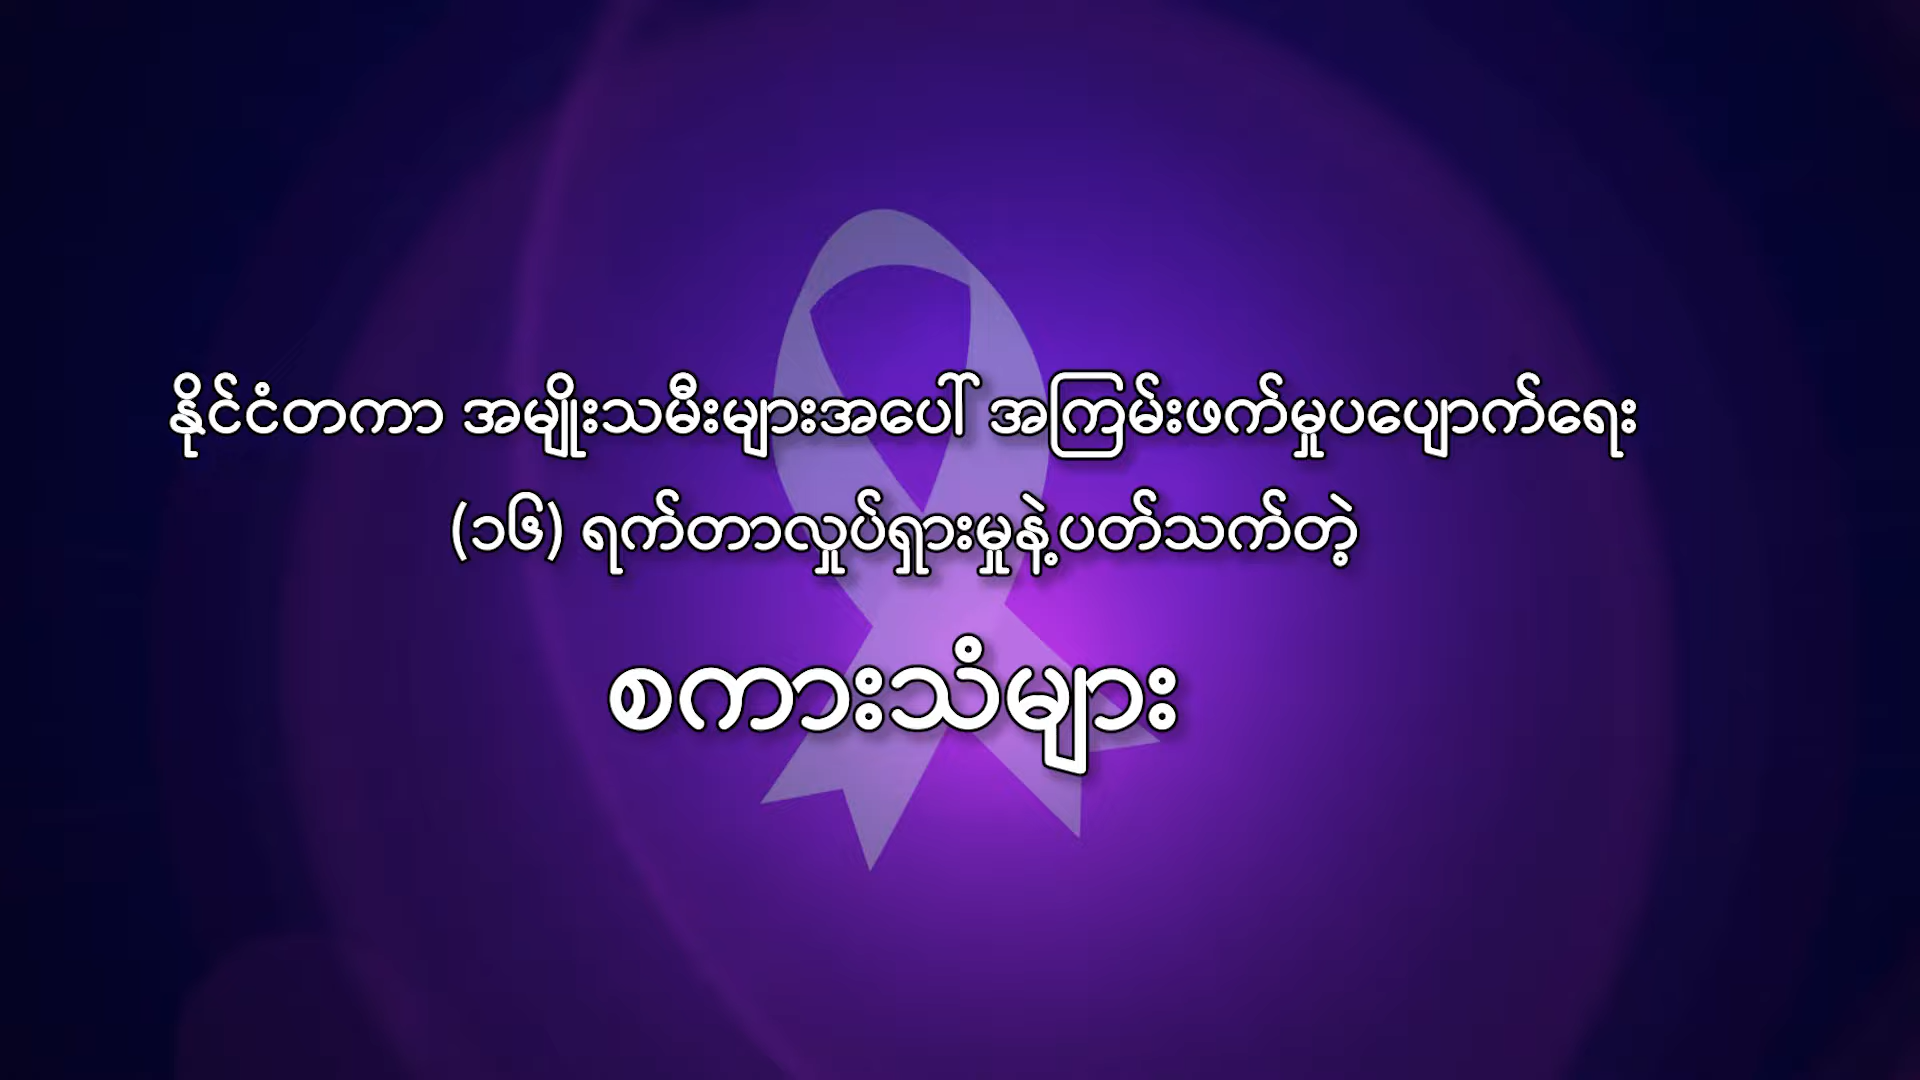 နိုင်ငံတကာ အမျိုးသမီးများအပေါ် အကြမ်းဖက်မှုပပျောက်ရေး
(၁၆) ရက်တာလှုပ်ရှားမှုနဲ့ပတ်သက်တဲ့
စကားသံများ